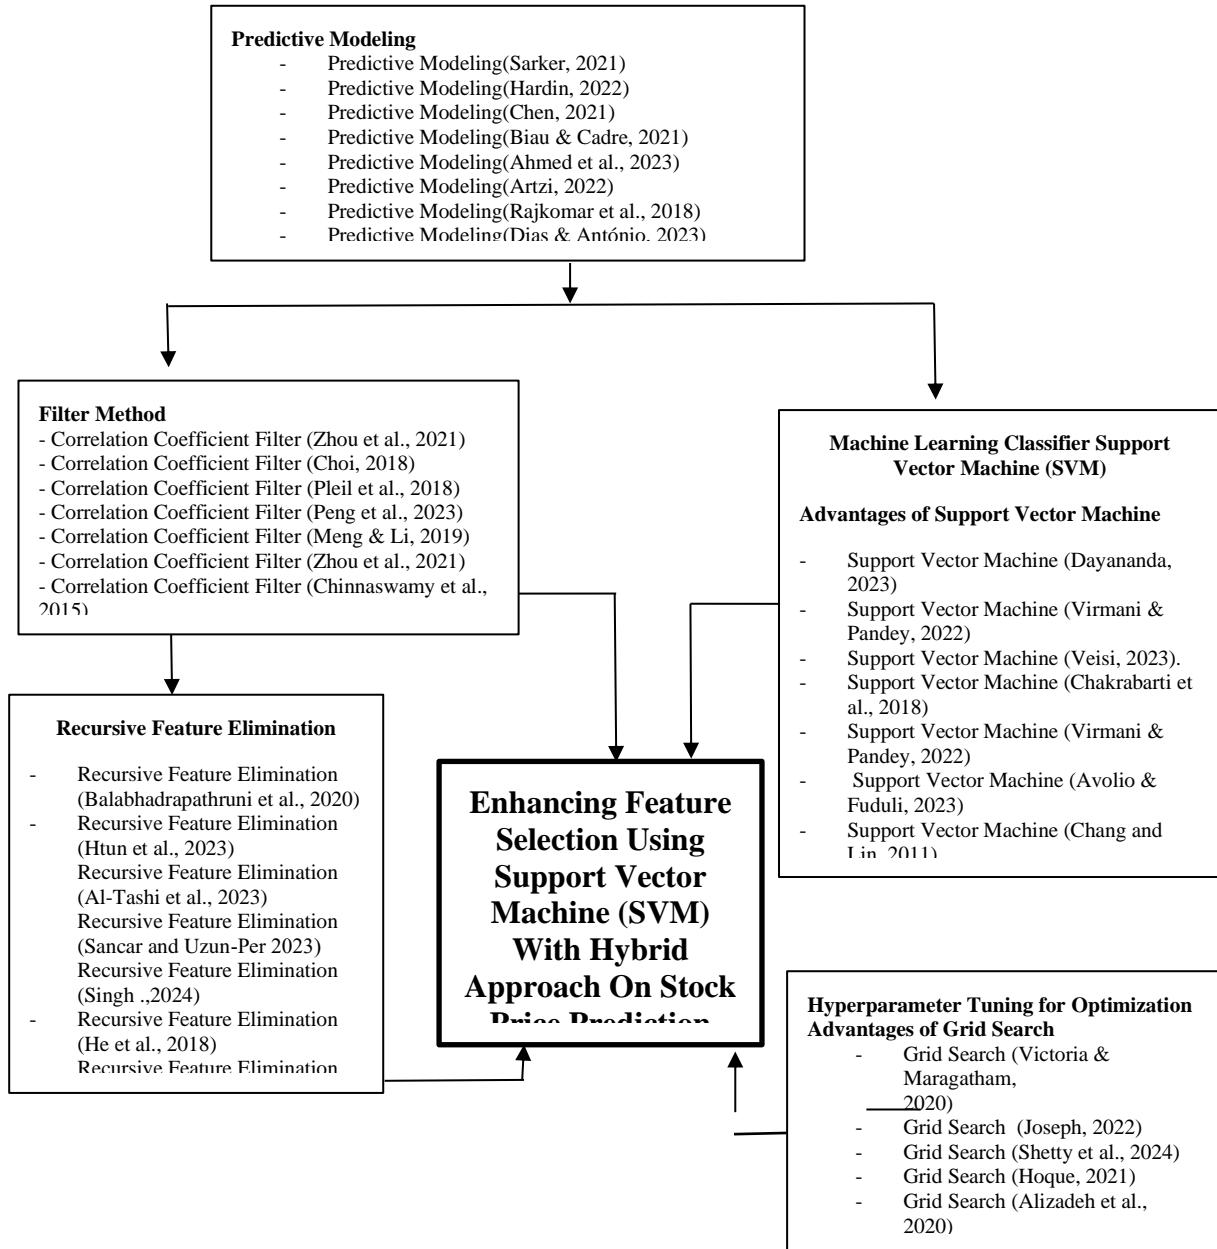 Predictive Modeling
- Predictive Modeling(Sarker, 2021)
- Predictive Modeling(Hardin, 2022)
- Predictive Modeling(Chen, 2021)
- Predictive Modeling(Biau & Cadre, 2021)
- Predictive Modeling(Ahmed et al., 2023)
- Predictive Modeling(Artzi, 2022)
- Predictive Modeling(Rajkomar et al., 2018)
- Predictive Modeling(Dias & António, 2023)
Filter Method
- Correlation Coefficient Filter (Zhou et al., 2021)
- Correlation Coefficient Filter (Choi, 2018)
- Correlation Coefficient Filter (Pleil et al., 2018)
- Correlation Coefficient Filter (Peng et al., 2023)
- Correlation Coefficient Filter (Meng & Li, 2019)
- Correlation Coefficient Filter (Zhou et al., 2021)
- Correlation Coefficient Filter (Chinnaswamy et al.,
2015)
Machine Learning Classifier Support
Vector Machine (SVM)
Advantages of Support Vector Machine
- Support Vector Machine (Dayananda,
2023)
- Support Vector Machine (Virmani &
Pandey, 2022)
- Support Vector Machine (Veisi, 2023).
- Support Vector Machine (Chakrabarti et
al., 2018)
- Support Vector Machine (Virmani &
Pandey, 2022)
- Support Vector Machine (Avolio &
Fuduli, 2023)
- Support Vector Machine (Chang and
Lin, 2011)
Recursive Feature Elimination
- Recursive Feature Elimination
(Balabhadrapathruni et al., 2020)
- Recursive Feature Elimination
(Htun et al., 2023)
Recursive Feature Elimination
(Al-Tashi et al., 2023)
Recursive Feature Elimination
(Sancar and Uzun-Per 2023)
Recursive Feature Elimination
(Singh .,2024)
- Recursive Feature Elimination
(He et al., 2018)
Recursive Feature Elimination
Enhancing Feature
Selection Using
Support Vector
Machine (SVM)
With Hybrid
Approach On Stock
Price Prediction
Hyperparameter Tuning for Optimization
Advantages of Grid Search
- Grid Search (Victoria &
Maragatham,
2020)
- Grid Search (Joseph, 2022)
- Grid Search (Shetty et al., 2024)
- Grid Search (Hoque, 2021)
- Grid Search (Alizadeh et al.,
2020)